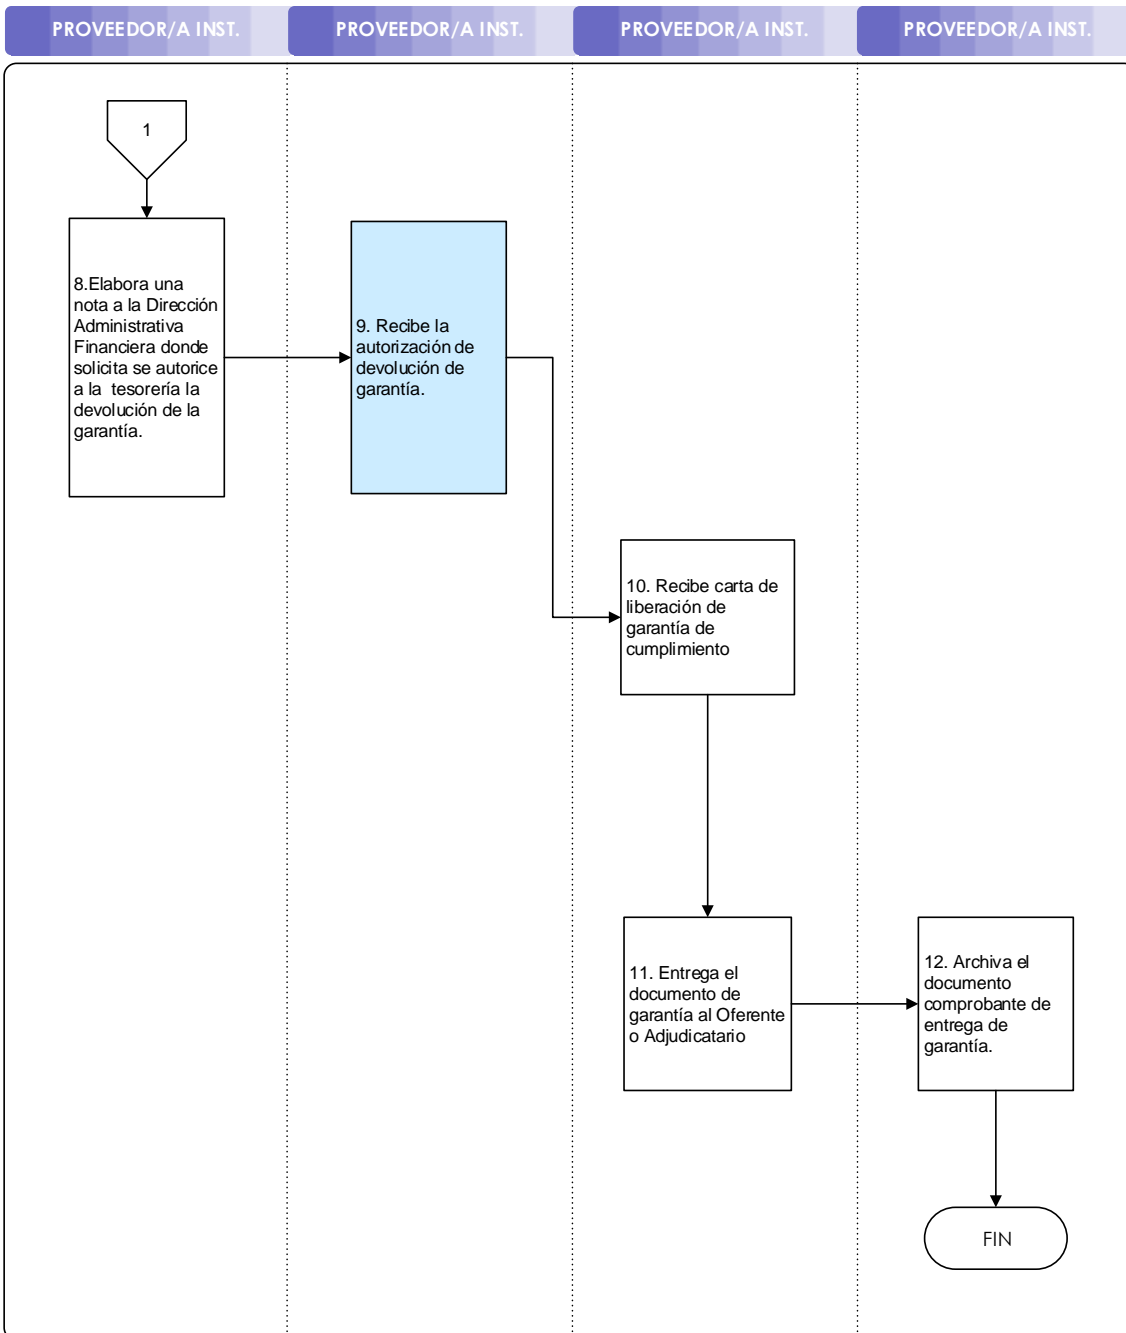 PROVEEDOR/A INST.
PROVEEDOR/A INST.
PROVEEDOR/A INST.
PROVEEDOR/A INST.
1
8.Elabora una
nota a la Dirección
Administrativa
Financiera donde
solicita se autorice
a la tesorería la
devolución de la
garantía.
9. Recibe la
autorización de
devolución de
garantía.
10. Recibe carta de
liberación de
garantía de
cumplimiento
11. Entrega el
documento de
garantía al Oferente
o Adjudicatario
12. Archiva el
documento
comprobante de
entrega de
garantía.
FIN